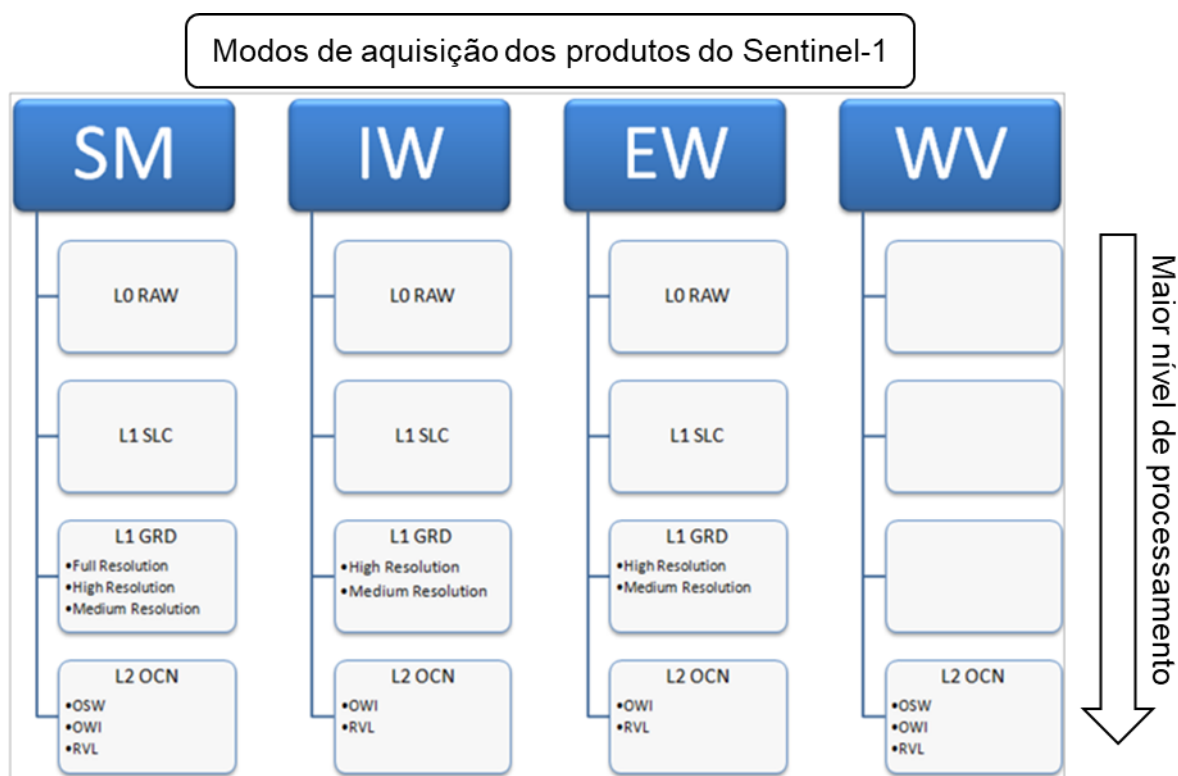 Modos de aquisição dos produtos do Sentinel-1
SM
L0 RAW
L1 SLC
L1 GRD
•Full Resolution
•High Resolution
•Medium Resolution
L2 OCN
•OSW
•OWI
•RVL
IW
L0 RAW
L1 SLC
L1 GRD
•High Resolution
•Medium Resolution
L2 OCN
•OWI
•RVL
EW
L0 RAW
L1 SLC
L1 GRD
•High Resolution
•Medium Resolution
L2 OCN
•OWI
•RVL
WV
L2 OCN
•OSW
•OWI
•RVL
Maior nível de processamento